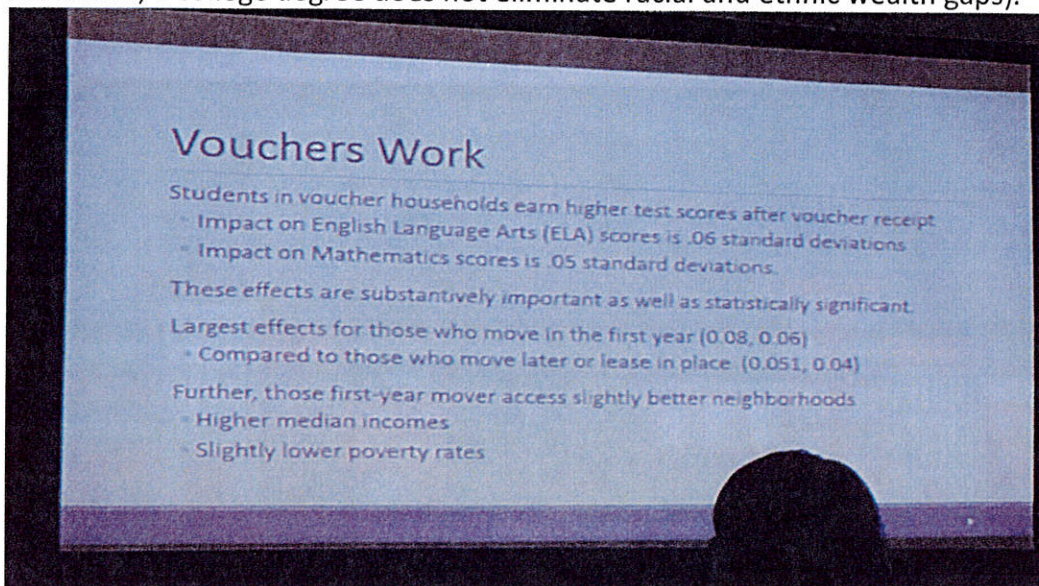 college degree does not eliminate racial and ethnic wealth gaps).
Vouchers Work
Students in voucher households earn higher test scores after voucher receipt
Impact on English Language Arts (ELA) scores is .06 standard deviations
Impact on Mathematics scores is .05 standard deviations.
These effects are substantively important as well as statistically significant.
Largest effects for those who move in the first year (0.08, 0.06)
Compared to those who move later or lease in place (0.051, 0.04)
Further, those first-year mover access slightly better neighborhoods
Higher median incomes
Slightly lower poverty rates